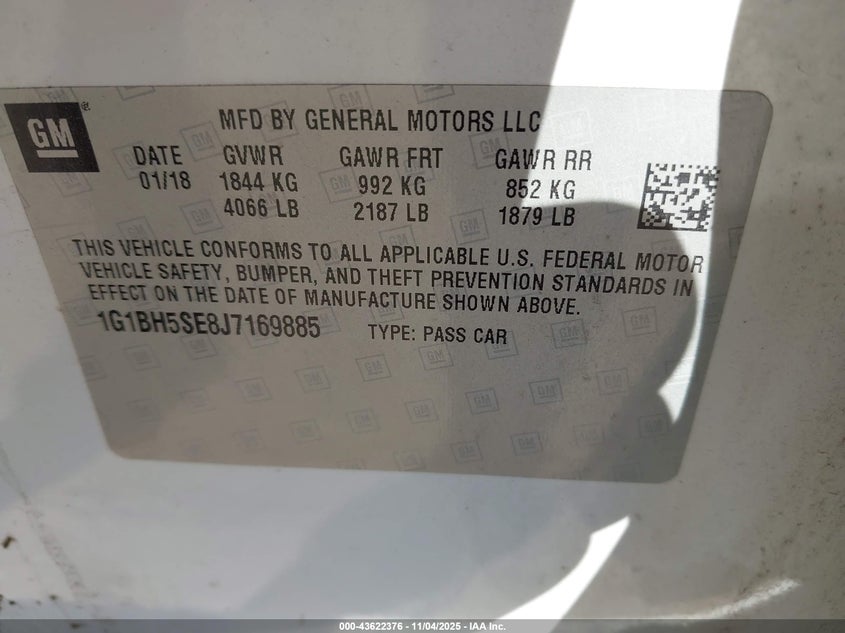 GM®
MFD BY GENERAL MOTORS LLC
DATE GVWR GAWR FRT GAWR RR
01/18 1844 KG 992 KG 852 KG
4066 LB 2187 LB 1879 LB
THIS VEHICLE CONFORMS TO ALL APPLICABLE U.S. FEDERAL MOTOR
VEHICLE SAFETY, BUMPER, AND THEFT PREVENTION STANDARDS IN
EFFECT ON THE DATE OF MANUFACTURE SHOWN ABOVE.
1G1BH5SE8J7169885 TYPE: PASS CAR
000-43622376 - 11/04/2025 - IAA Inc.